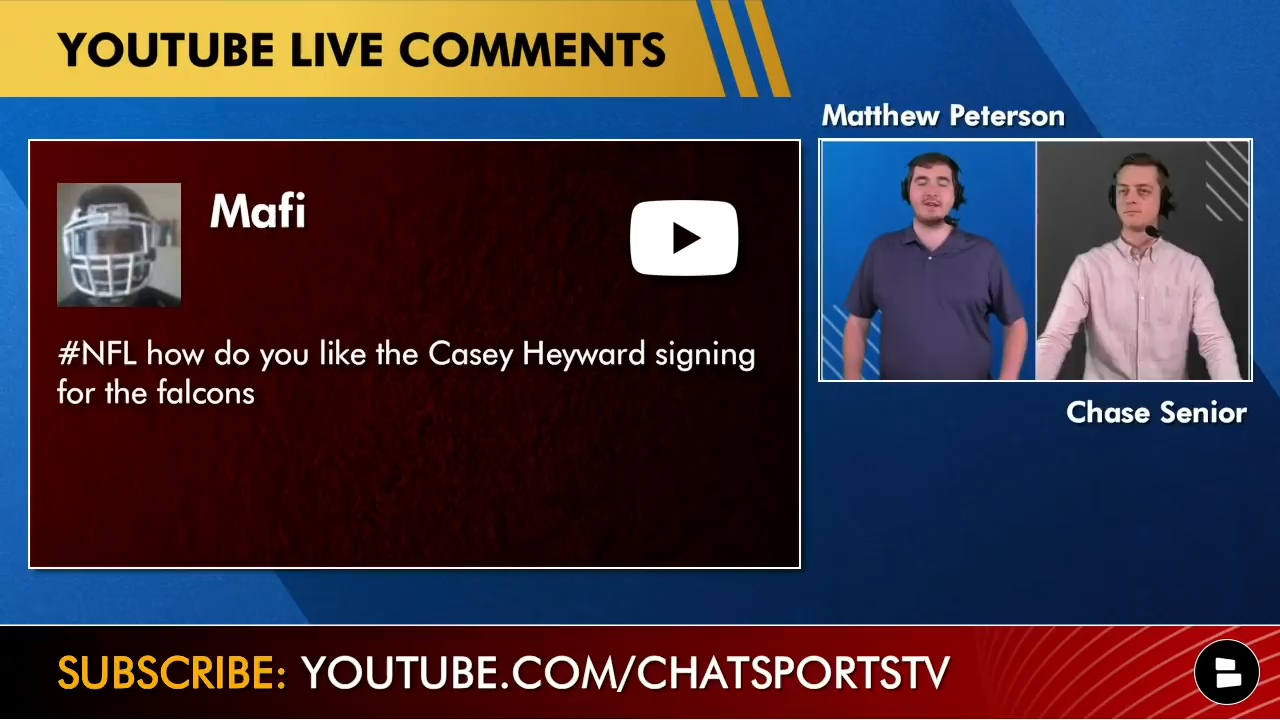 YOUTUBE LIVE COMMENTS
Matthew Peterson
Mafi
#NFL how do you like the Casey Heyward signing
for the falcons
Chase Senior
SUBSCRIBE: YOUTUBE.COM/CHATSPORTSTV